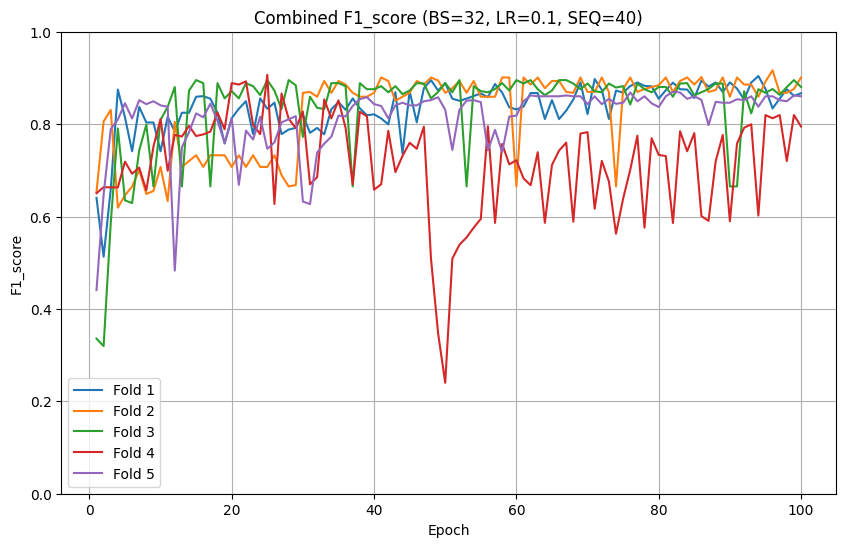 Combined F1_score (BS=32, LR=0.1, SEQ=40)
F1_score
1.0
0.8
0.6
0.4
0.2
0.0
Fold 1
Fold 2
Fold 3
Fold 4
Fold 5
0 20 40 60 80 100
Epoch